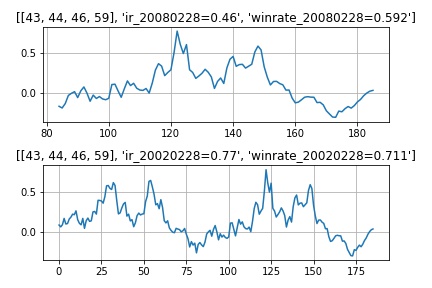 [[43, 44, 46, 59], 'ir_20080228=0.46', 'winrate_20080228=0.592']
0.5
0.0
80 100 120 140 160 180
[[43, 44, 46, 59], 'ir_20020228=0.77', 'winrate_20020228=0.711']
0.5
0.0
0 25 50 75 100 125 150 175